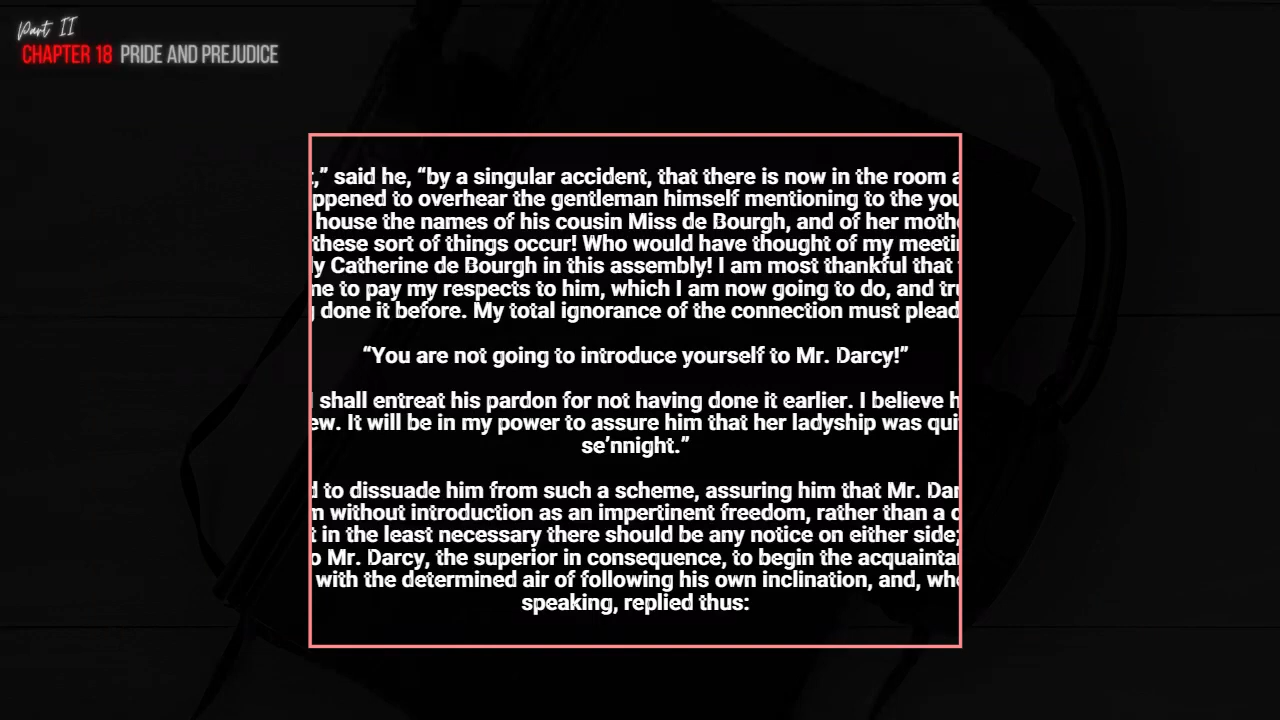 Part II
CHAPTER 18 PRIDE AND PREJUDICE
,” said he, “by a singular accident, that there is now in the room a
ppened to overhear the gentleman himself mentioning to the you
house the names of his cousin Miss de Bourgh, and of her moth
these sort of things occur! Who would have thought of my meeti
y Catherine de Bourgh in this assembly! I am most thankful that
me to pay my respects to him, which I am now going to do, and tru
done it before. My total ignorance of the connection must plead
“You are not going to introduce yourself to Mr. Darcy!”
I shall entreat his pardon for not having done it earlier. I believe h
ew. It will be in my power to assure him that her ladyship was qui
se’nnight.”
d to dissuade him from such a scheme, assuring him that Mr. Dar
m without introduction as an impertinent freedom, rather than a c
t in the least necessary there should be any notice on either side;
o Mr. Darcy, the superior in consequence, to begin the acquainta
with the determined air of following his own inclination, and, wh
speaking, replied thus: